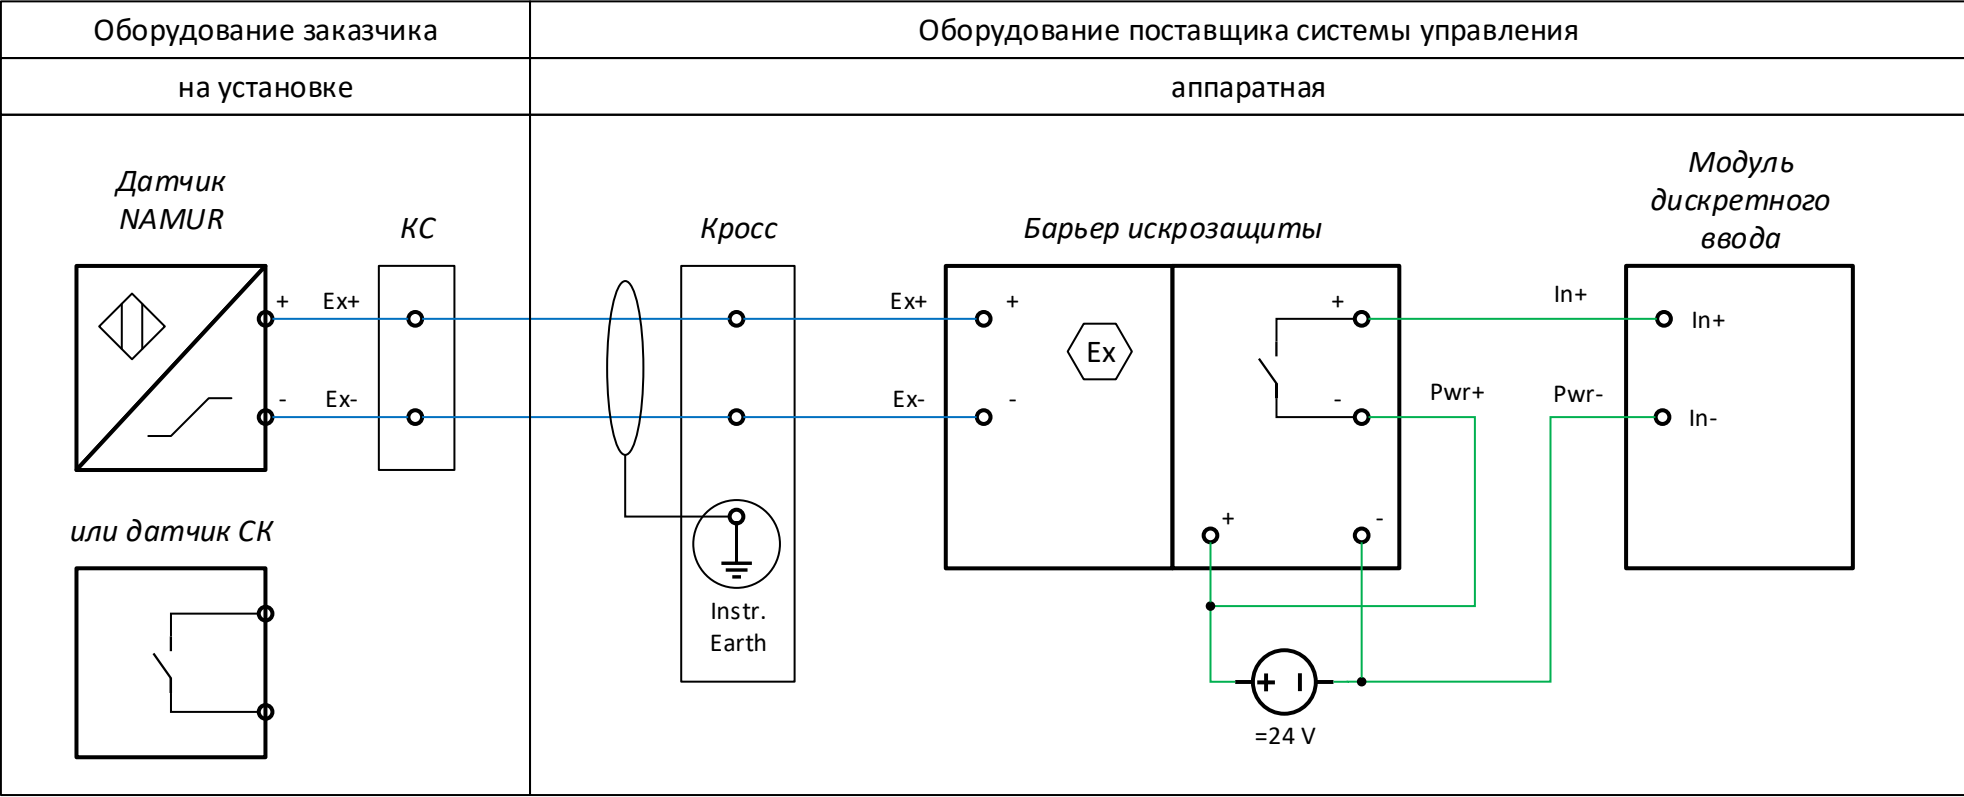 Оборудование заказчика
Оборудование поставщика системы управления
на установке
аппаратная
Датчик
NAMUR
КС
Кросс
Барьер искрозащиты
Модуль
дискретного
ввода
+
Ex+
Ex+
+
Ex
+
In+
In+
-
Ex-
Ex-
-
-
Pwr+
Pwr-
In-
или датчик СК
+
-
Instr.
Earth
=24 V